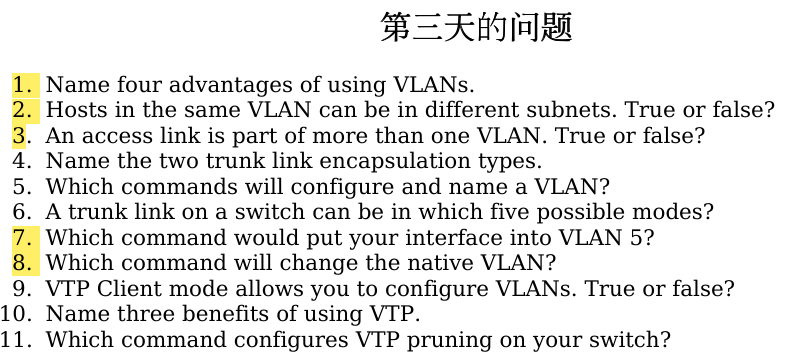 第三天的问题
1. Name four advantages of using VLANs.
2. Hosts in the same VLAN can be in different subnets. True or false?
3. An access link is part of more than one VLAN. True or false?
4. Name the two trunk link encapsulation types.
5. Which commands will configure and name a VLAN?
6. A trunk link on a switch can be in which five possible modes?
7. Which command would put your interface into VLAN 5?
8. Which command will change the native VLAN?
9. VTP Client mode allows you to configure VLANs. True or false?
10. Name three benefits of using VTP.
11. Which command configures VTP pruning on your switch?